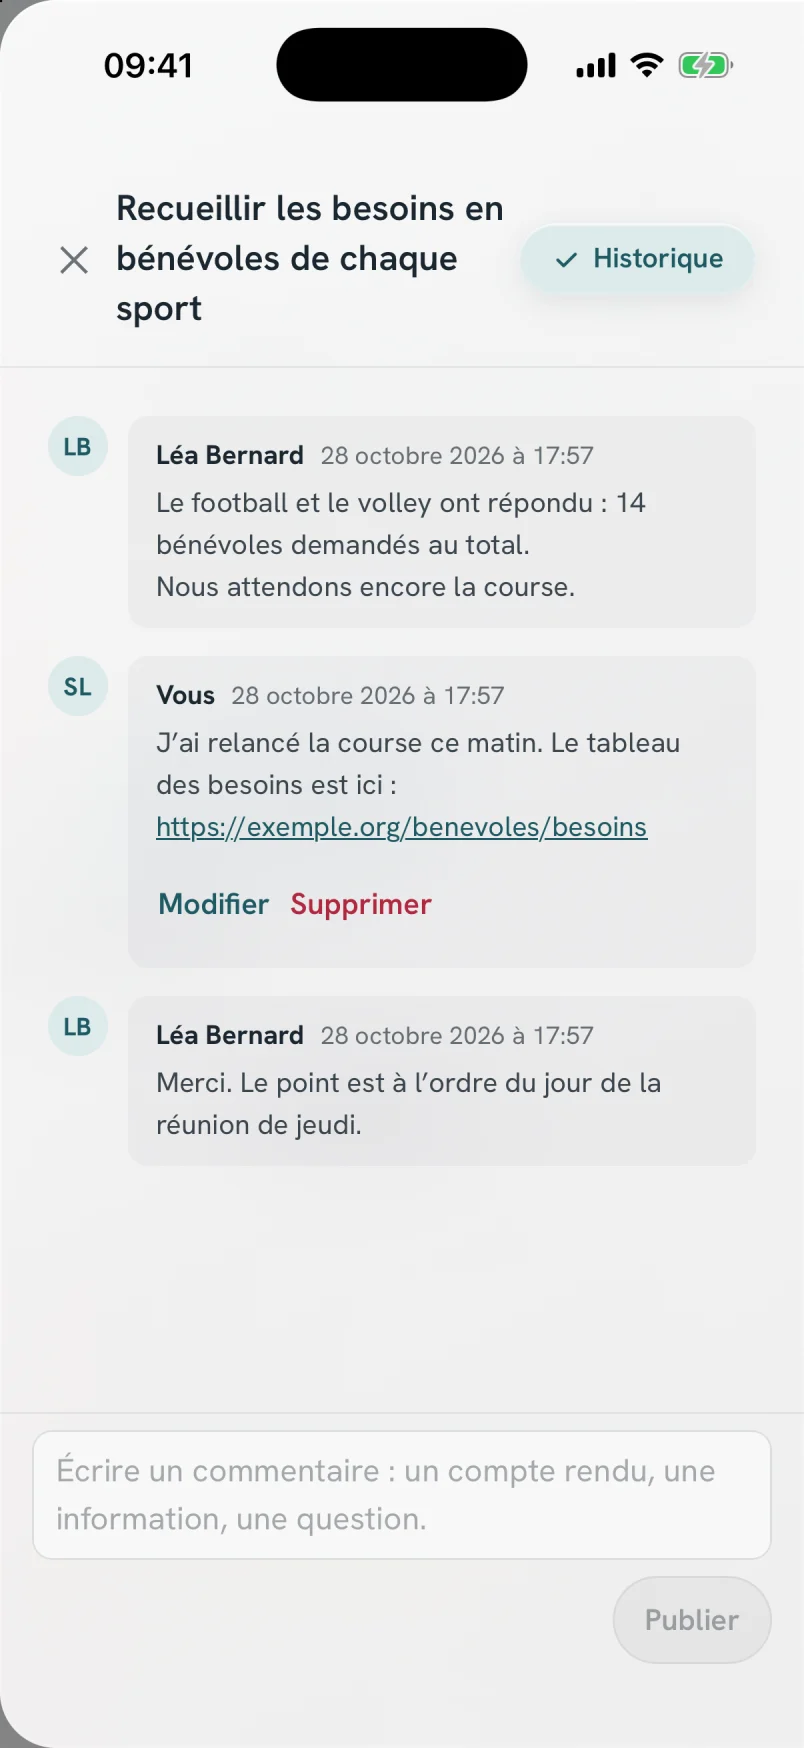 09:41
Recueillir les besoins en
bénévoles de chaque
sport
Historique
LB
Léa Bernard 28 octobre 2026 à 17:57
Le football et le volley ont répondu : 14
bénévoles demandés au total.
Nous attendons encore la course.
SL
Vous 28 octobre 2026 à 17:57
J’ai relancé la course ce matin. Le tableau
des besoins est ici :
https://exemple.org/benevoles/besoins
Modifier Supprimer
LB
Léa Bernard 28 octobre 2026 à 17:57
Merci. Le point est à l’ordre du jour de la
réunion de jeudi.
Écrire un commentaire : un compte rendu, une
information, une question.
Publier